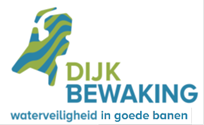 DIJK
BEWAKING
waterveiligheid in goede banen